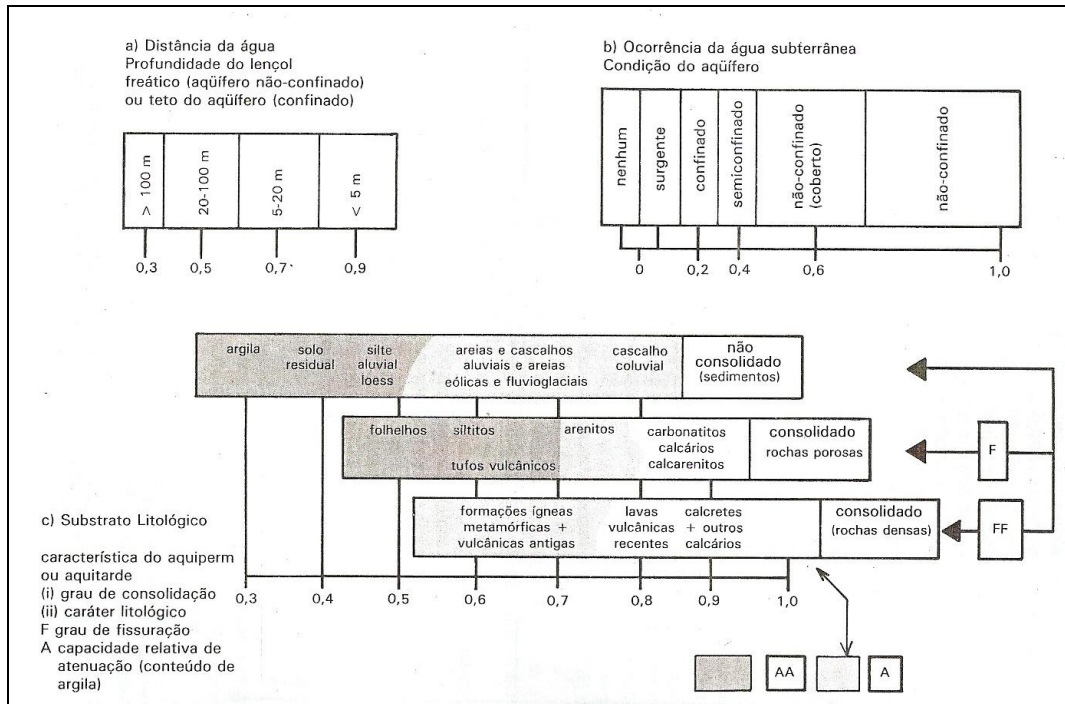 a) Distância da água
Profundidade do lençol
freático (aqüífero não-confinado)
ou teto do aqüífero (confinado)
> 100 m
20-100 m
5-20 m
< 5 m
0,3
0,5
0,7
0,9
b) Ocorrência da água subterrânea
Condição do aqüífero
nenhum
surgente
confinado
semiconfinado
não-confinado
(coberto)
não-confinado
0
0,2
0,4
0,6
1,0
argila
solo
residual
silte
aluvial
loess
areias e cascalhos
aluviais e areias
eólicas e fluvioglaciais
cascalho
coluvial
não
consolidado
(sedimentos)
folhelhos
siltitos
tufos vulcânicos
arenitos
carbonatitos
calcários
calcarenitos
consolidado
rochas porosas
F
formações ígneas
metamórficas +
vulcânicas antigas
lavas
vulcânicas
recentes
calcretes
+ outros
calcários
consolidado
(rochas densas)
FF
c) Substrato Litológico
característica do aquiperm
ou aquitarde
(i) grau de consolidação
(ii) caráter litológico
F grau de fissuração
A capacidade relativa de
atenuação (conteúdo de
argila)
0,3
0,4
0,5
0,6
0,7
0,8
0,9
1,0
AA
A